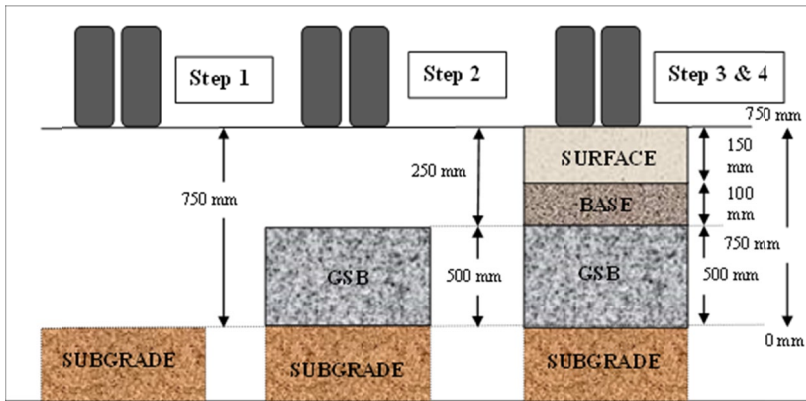 Step 1
Step 2
Step 3 & 4
750 mm
SURFACE
150
mm
250 mm
750 mm
BASE
100
mm
750 mm
GSB
500 mm
GSB
500 mm
0 mm
SUBGRADE
SUBGRADE
SUBGRADE